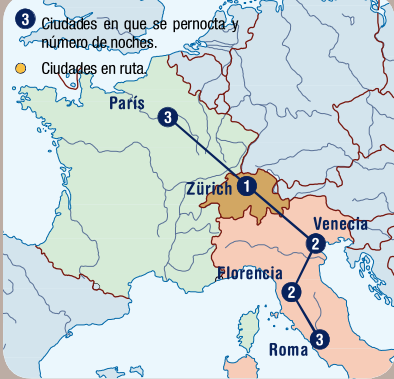 3 Ciudades en que se pernocta y
número de noches.
Ciudades en ruta
París
3
Zürich 1
Venecia
2
Florencia
2
3
Roma